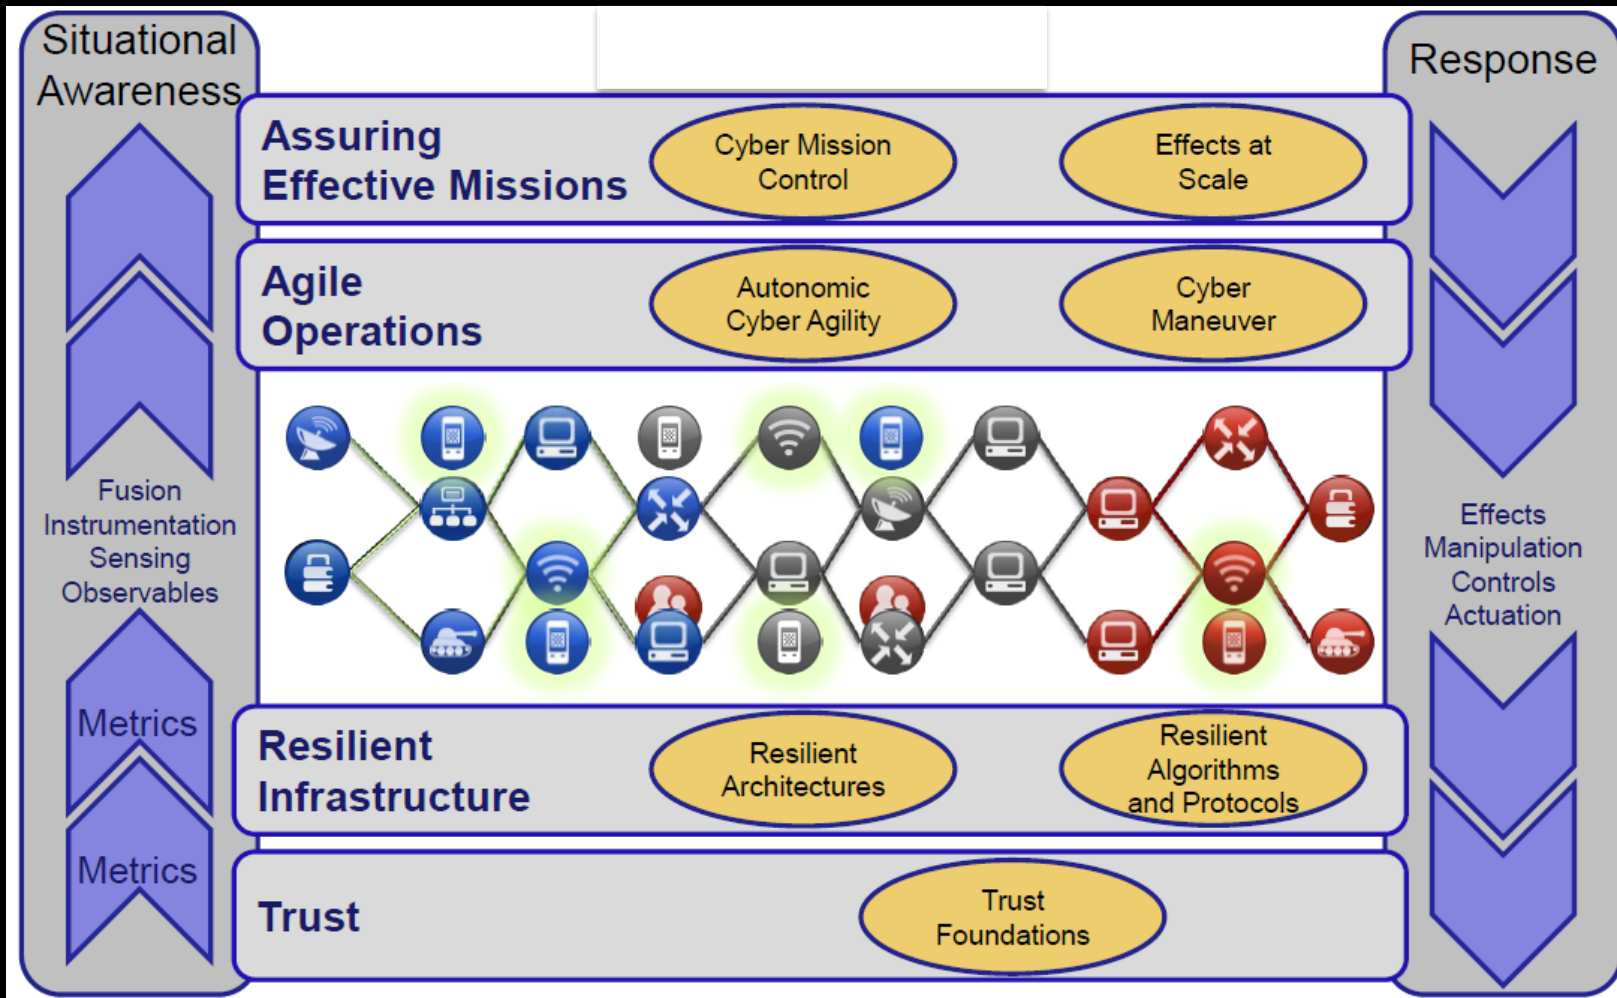 Situational
Awareness
Response
Assuring
Effective Missions
Cyber Mission
Control
Effects at
Scale
Agile
Operations
Autonomic
Cyber Agility
Cyber
Maneuver
Fusion
Instrumentation
Sensing
Observables
Effects
Manipulation
Controls
Actuation
Metrics
Metrics
Resilient
Infrastructure
Resilient
Architectures
Resilient
Algorithms
and Protocols
Trust
Trust
Foundations